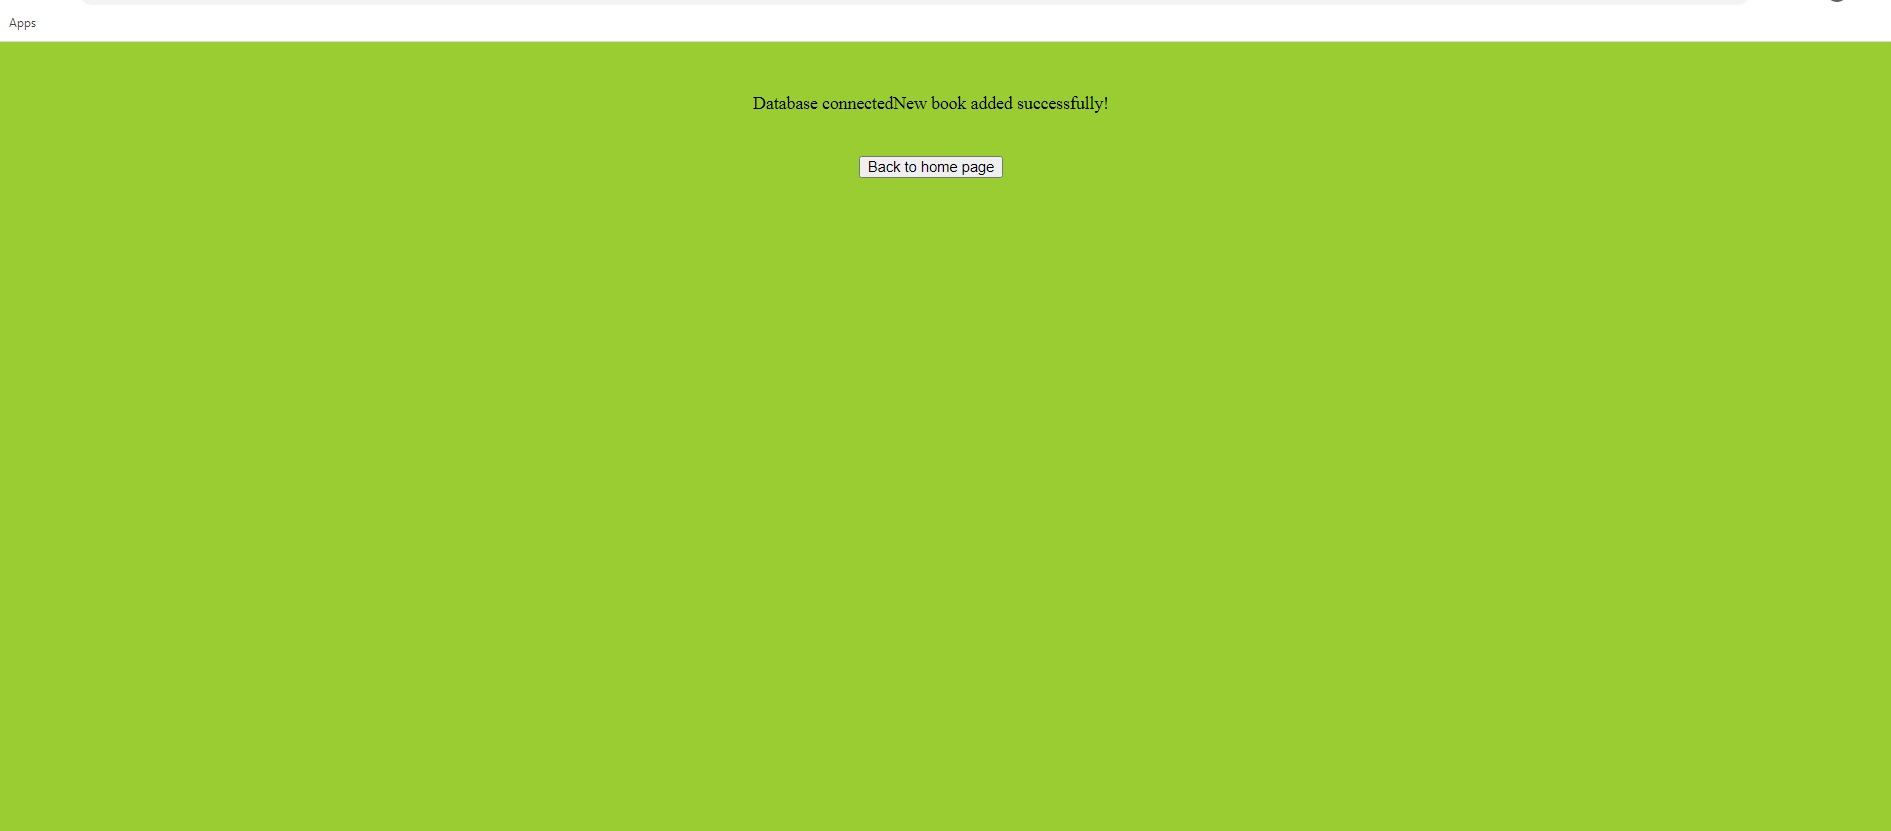 Apps
Database connectedNew book added successfully!
Back to home page